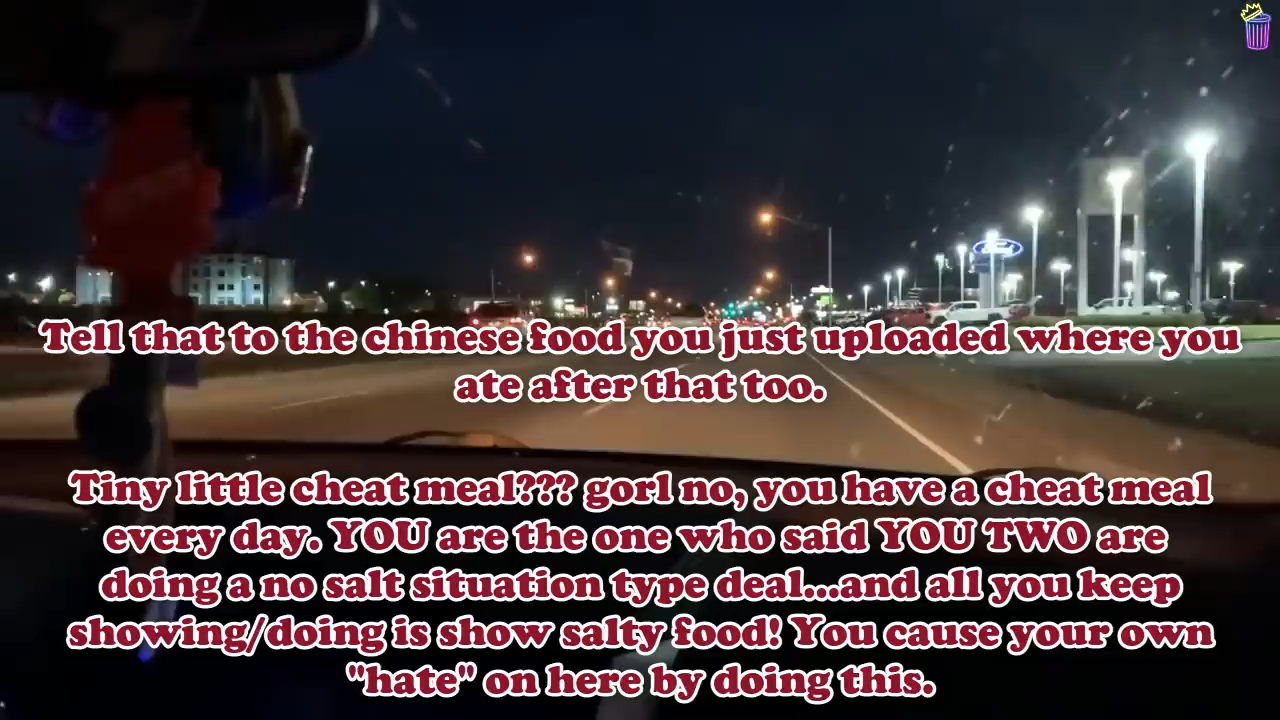 Ford
Tell that to the chinese food you just uploaded where you
ate after that too.
Tiny little cheat meal??? gorl no, you have a cheat meal
every day. YOU are the one who said YOU TWO are
doing a no salt situation type deal...and all you keep
showing/doing is show salty food! You cause your own
"hate" on here by doing this.